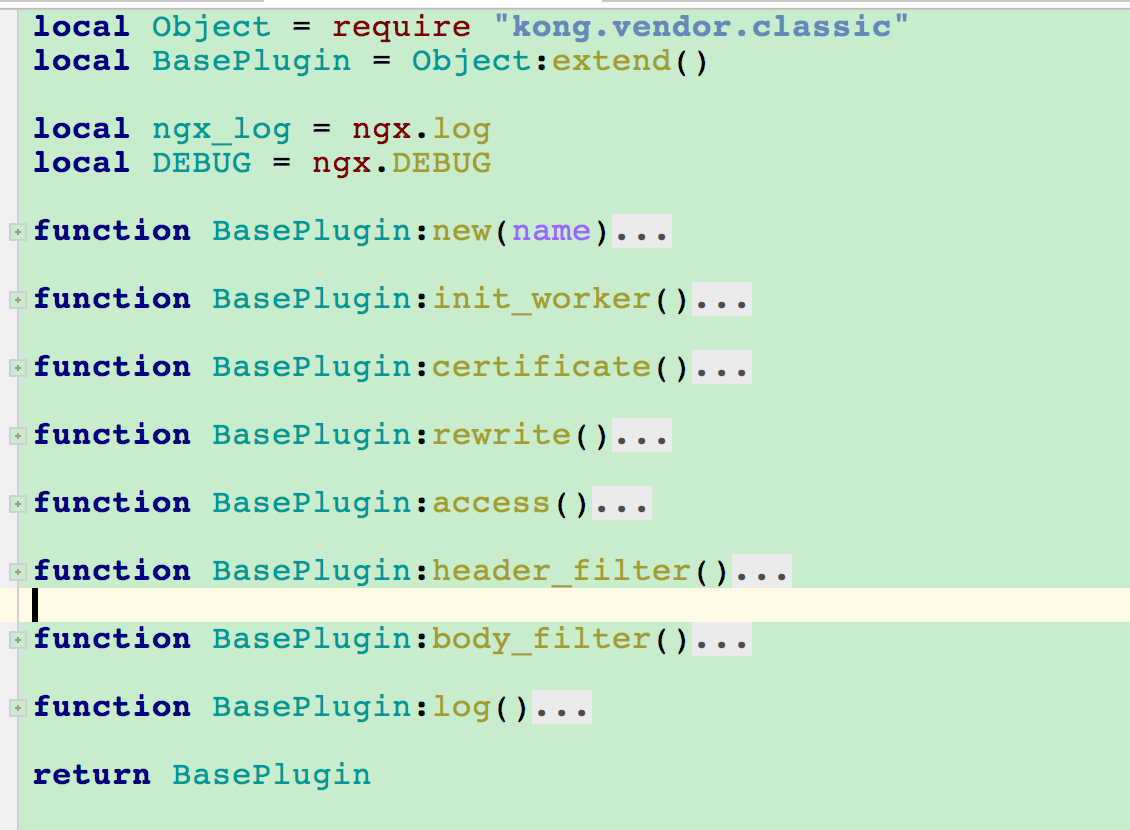 local Object = require "kong.vendor.classic"
local BasePlugin = Object:extend()
local ngx_log = ngx.log
local DEBUG = ngx.DEBUG
function BasePlugin:new(name)...
function BasePlugin:init_worker()...
function BasePlugin:certificate()...
function BasePlugin:rewrite()...
function BasePlugin:access()...
function BasePlugin:header_filter()...
function BasePlugin:body_filter()...
function BasePlugin:log()...
return BasePlugin